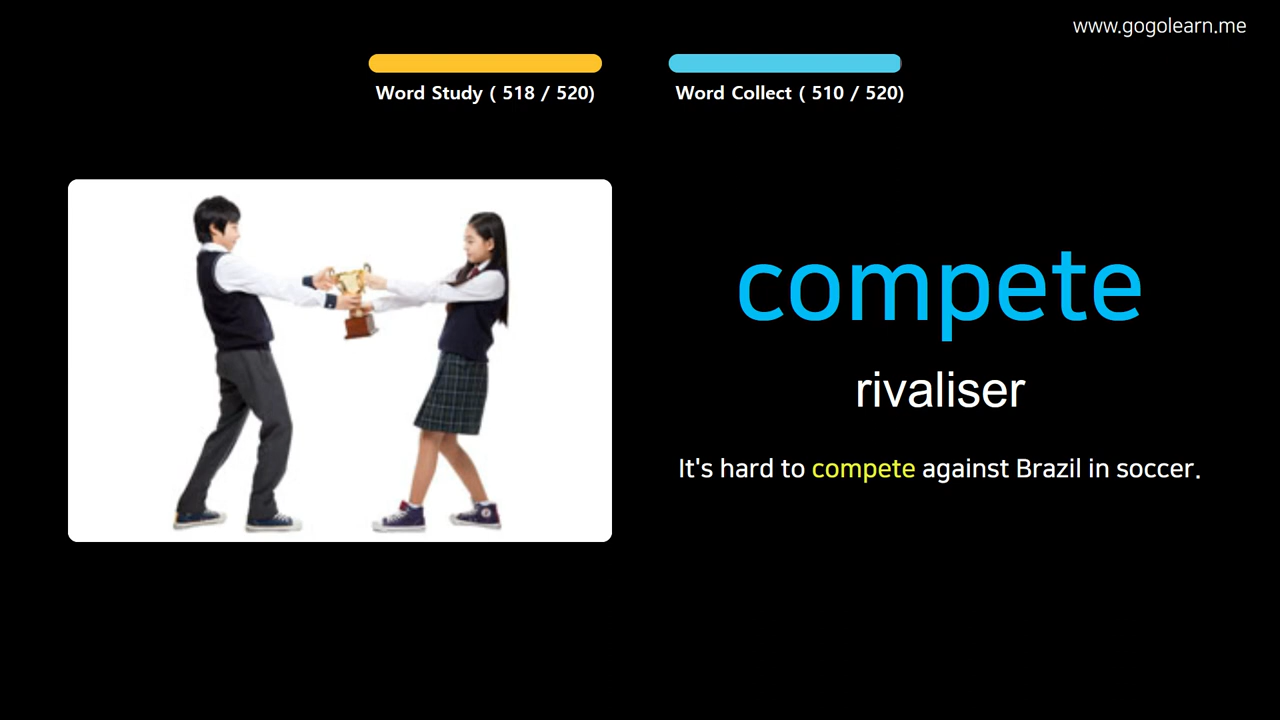 www.gogolearn.me
Word Study ( 518 / 520)
Word Collect ( 510 / 520)
compete
rivaliser
It's hard to compete against Brazil in soccer.